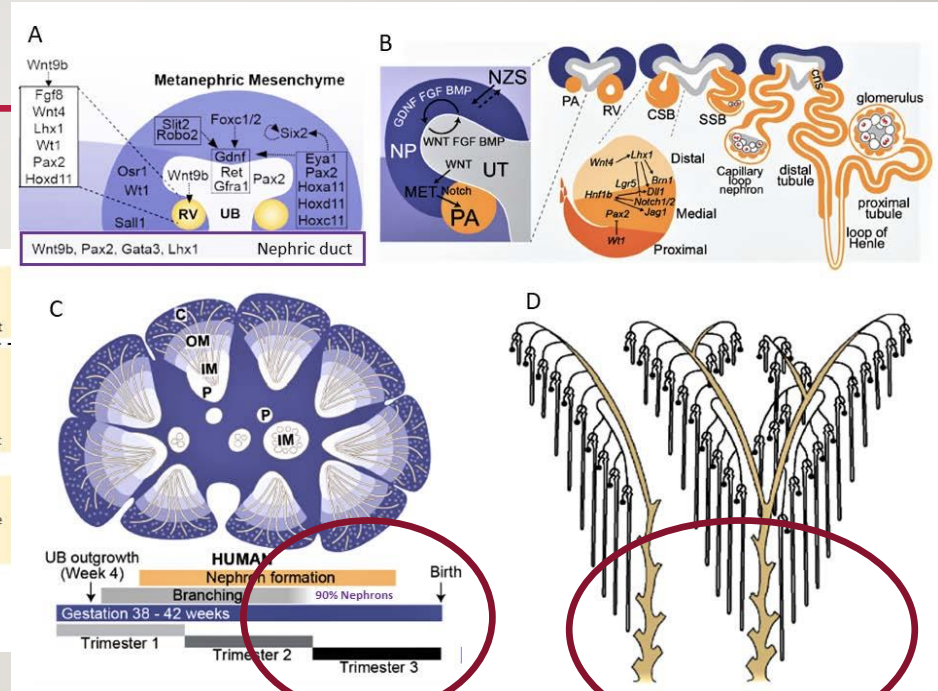 A
Wnt9b
Fgf8
Wnt4
Lhx1
Wt1
Pax2
Hoxd11
Metanephric Mesenchyme
Slit2
Robo2
Foxc1/2
Six2
Gdnf
Ret
Gfra1
Wnt9b
Pax2
Eya1
Pax2
Hoxa11
Hoxd11
Hoxc11
Osr1
Wt1
Sall1
RV
UB
Wnt9b, Pax2, Gata3, Lhx1
Nephric duct
B
NZS
GDNF FGF BMP
NP
WNT FGF BMP
WNT
UT
MET
Notch
PA
PA
RV
CSB
SSB
cns
glomerulus
Capillary
loop
nephron
distal
tubule
proximal
tubule
loop of
Henle
Wnt4
Lhx1
Distal
Lgr5
Brn1
Hnf1b
Dll1
Notch1/2
Medial
Pax2
Jag1
Wt1
Proximal
C
C
OM
IM
P
P
IM
UB outgrowth
(Week 4)
HUMAN
Birth
Nephron formation
Branching
90% Nephrons
Gestation 38 - 42 weeks
Trimester 1
Trimester 2
Trimester 3
D